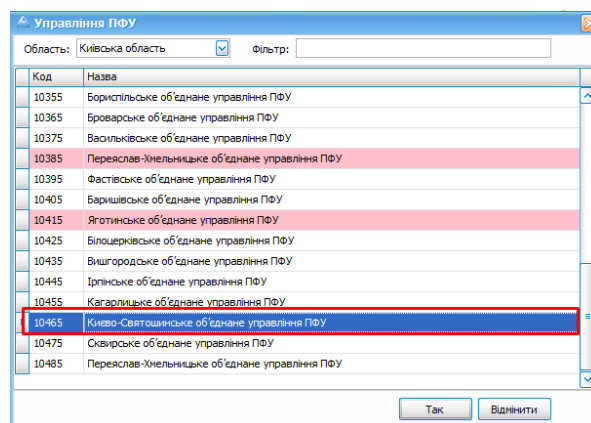 Управління ПФУ
Область: Київська область Фільтр:
Код Назва
10355 Бориспільське об'єднане управління ПФУ
10365 Броварське об'єднане управління ПФУ
10375 Васильківське об'єднане управління ПФУ
10385 Переяслав-Хмельницьке об'єднане управління ПФУ
10395 Фастівське об'єднане управління ПФУ
10405 Баришівське об'єднане управління ПФУ
10415 Яготинське об'єднане управління ПФУ
10425 Білоцерківське об'єднане управління ПФУ
10435 Вишгородське об'єднане управління ПФУ
10445 Ірпінське об'єднане управління ПФУ
10455 Кагарлицьке об'єднане управління ПФУ
10465 Києво-Святошинське об'єднане управління ПФУ
10475 Сквирське об'єднане управління ПФУ
10485 Переяслав-Хмельницьке об'єднане управління ПФУ
Так Відмінити